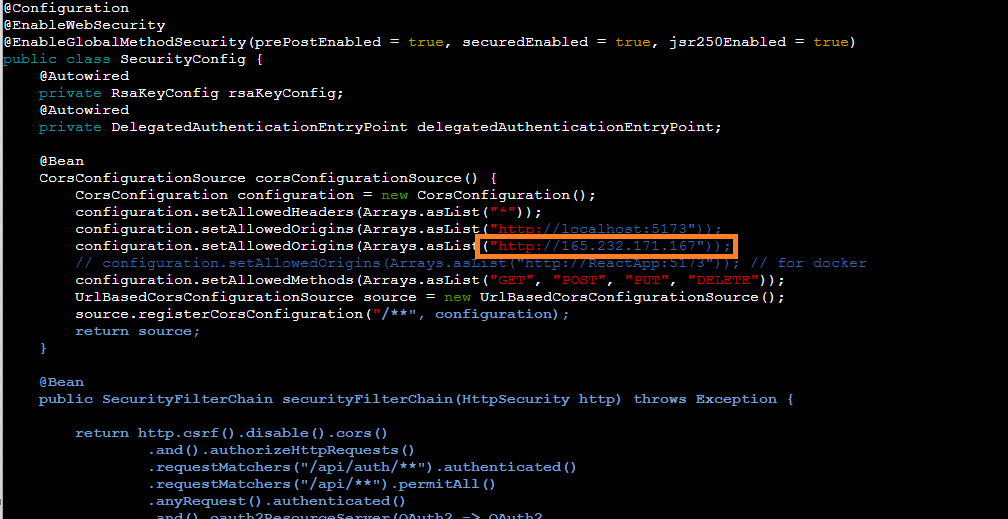 @Configuration
@EnableWebSecurity
@EnableGlobalMethodSecurity(prePostEnabled = true, securedEnabled = true, jsr250Enabled = true)
public class SecurityConfig {
    @Autowired
    private RsaKeyConfig rsaKeyConfig;
    @Autowired
    private DelegatedAuthenticationEntryPoint delegatedAuthenticationEntryPoint;

    @Bean
    CorsConfigurationSource corsConfigurationSource() {
        CorsConfiguration configuration = new CorsConfiguration();
        configuration.setAllowedHeaders(Arrays.asList("*"));
        configuration.setAllowedOrigins(Arrays.asList("http://localhost:5173"));
        configuration.setAllowedOrigins(Arrays.asList("http://165.232.171.167"));
        // configuration.setAllowedOrigins(Arrays.asList("http://ReactApp:5173")); // for docker
        configuration.setAllowedMethods(Arrays.asList("GET", "POST", "PUT", "DELETE"));
        UrlBasedCorsConfigurationSource source = new UrlBasedCorsConfigurationSource();
        source.registerCorsConfiguration("/**", configuration);
        return source;
    }

    @Bean
    public SecurityFilterChain securityFilterChain(HttpSecurity http) throws Exception {

        return http.csrf().disable().cors()
                .and().authorizeHttpRequests()
                .requestMatchers("/api/auth/**").authenticated()
                .requestMatchers("/api/**").permitAll()
                .anyRequest().authenticated()
                .and().oauth2ResourceServer(OAuth2 -> OAuth2